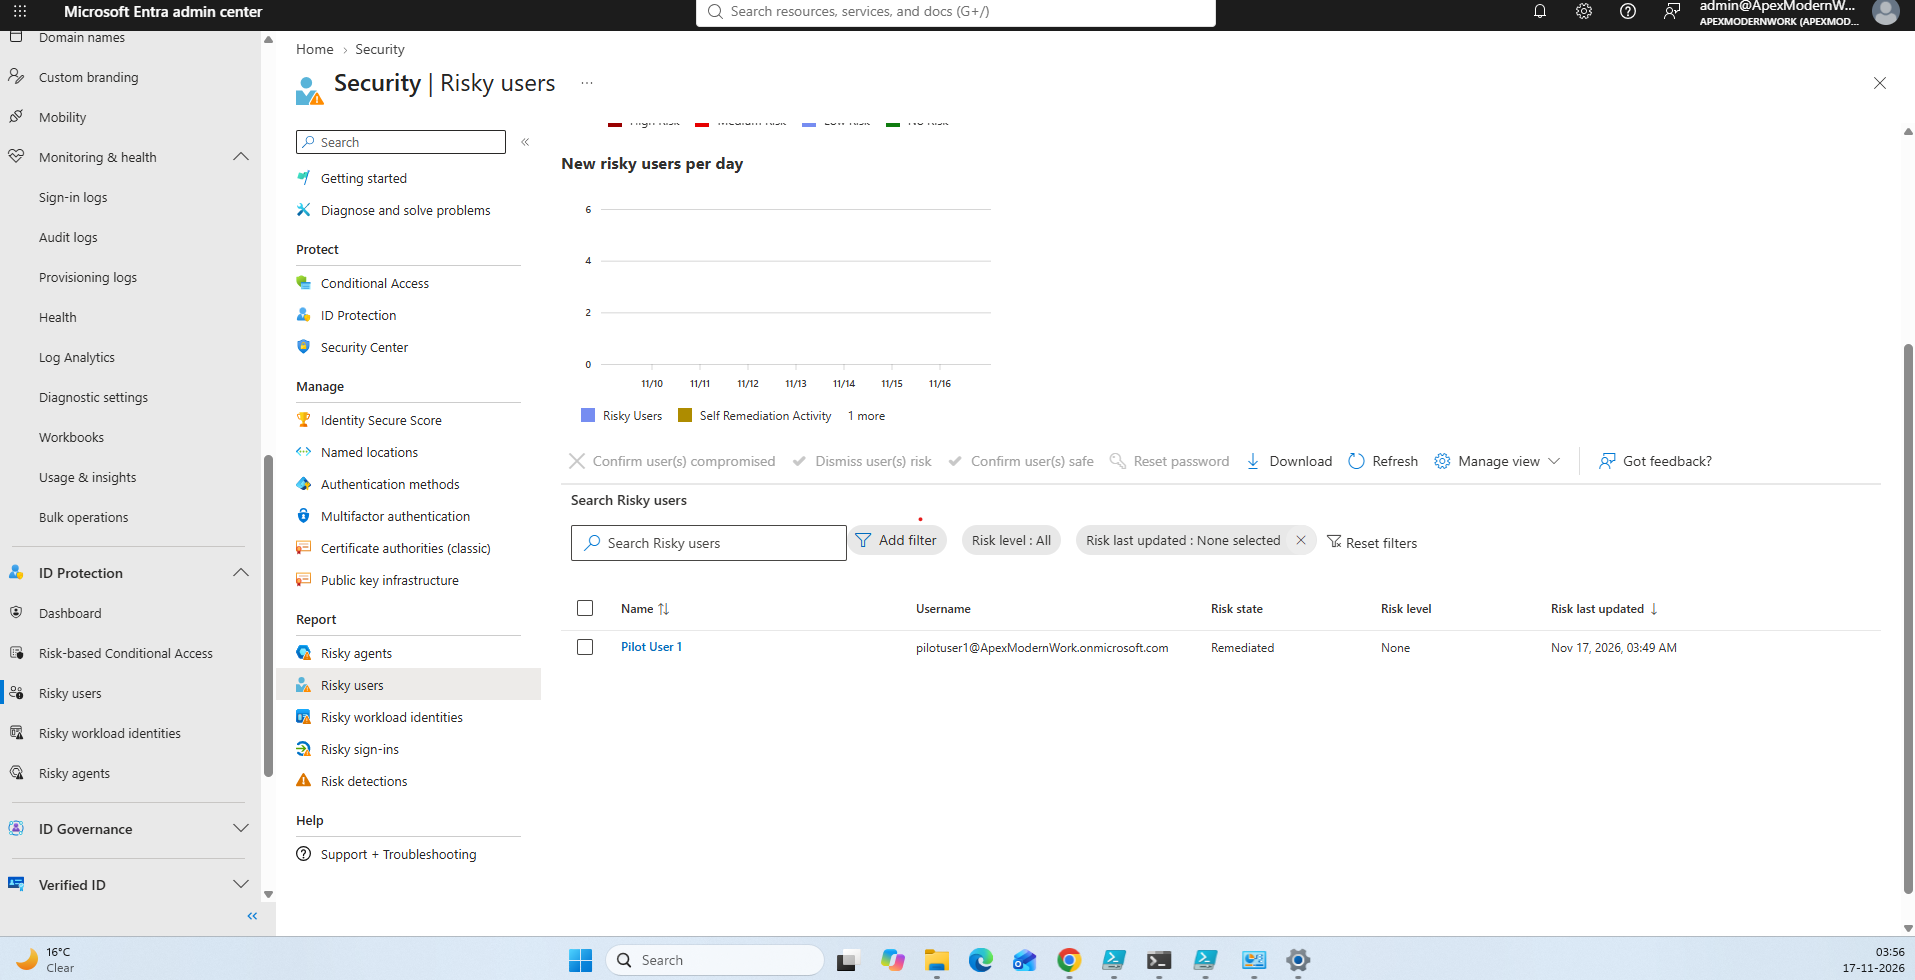 Microsoft Entra admin center
Search resources, services, and docs (G+/)
admin@ApexModernW...
APEXMODERNWORK (APEXMOD...
Domain names
Custom branding
Mobility
Monitoring & health
Sign-in logs
Audit logs
Provisioning logs
Health
Log Analytics
Diagnostic settings
Workbooks
Usage & insights
Bulk operations
ID Protection
Dashboard
Risk-based Conditional Access
Risky users
Risky workload identities
Risky agents
ID Governance
Verified ID
Home › Security
Security | Risky users ...
Search
Getting started
Diagnose and solve problems
Protect
Conditional Access
ID Protection
Security Center
Manage
Identity Secure Score
Named locations
Authentication methods
Multifactor authentication
Certificate authorities (classic)
Public key infrastructure
Report
Risky agents
Risky users
Risky workload identities
Risky sign-ins
Risk detections
Help
Support + Troubleshooting
High Risk Medium Risk Low Risk No Risk
New risky users per day
6
4
2
0
11/10 11/11 11/12 11/13 11/14 11/15 11/16
Risky Users Self Remediation Activity 1 more
Confirm user(s) compromised Dismiss user(s) risk Confirm user(s) safe Reset password Download Refresh Manage view Got feedback?
Search Risky users
Search Risky users Add filter Risk level : All Risk last updated : None selected Reset filters
Name Username Risk state Risk level Risk last updated
Pilot User 1 pilotuser1@ApexModernWork.onmicrosoft.com Remediated None Nov 17, 2026, 03:49 AM
16°C
Clear
Search
03:56
17-11-2026